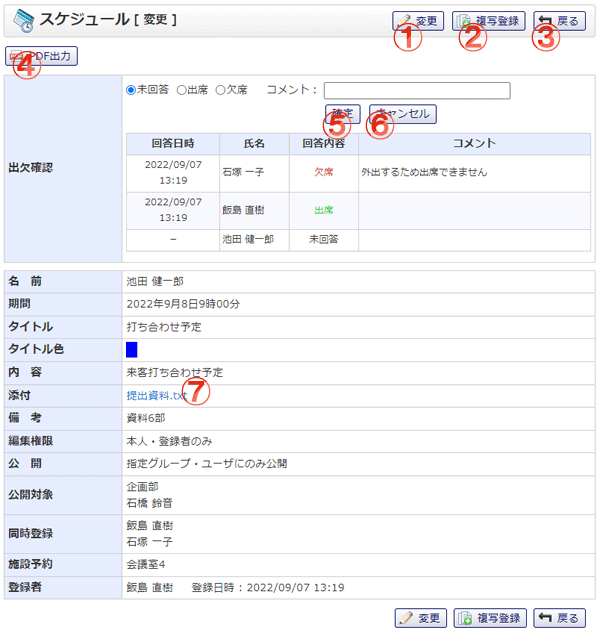 スケジュール [ 変更 ]
変更 複写登録 戻る
① ② ③
PDF出力
④
出欠確認
未回答 出席 欠席 コメント：
確定 キャンセル
⑤ ⑥
回答日時 氏名 回答内容 コメント
2022/09/07 13:19 石塚 一子 欠席 外出するため出席できません
2022/09/07 13:19 飯島 直樹 出席
− 池田 健一郎 未回答
名　前 池田 健一郎
期間 2022年9月8日9時00分
タイトル 打ち合わせ予定
タイトル色
内　容 来客打ち合わせ予定
添付 提出資料.txt ⑦
備　考 資料6部
編集権限 本人・登録者のみ
公　開 指定グループ・ユーザにのみ公開
公開対象 企画部
石橋 鈴音
同時登録 飯島 直樹
石塚 一子
施設予約 会議室4
登録者 飯島 直樹 登録日時 : 2022/09/07 13:19
変更 複写登録 戻る